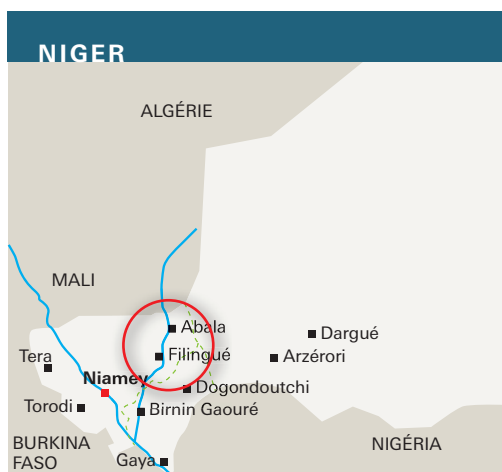 NIGER
ALGÉRIE
MALI
Abala
Dargué
Tera
Filingué
Arzérori
Niamey
Dogondoutchi
Torodi
Birnin Gaouré
BURKINA
FASO
NIGÉRIA
Gaya